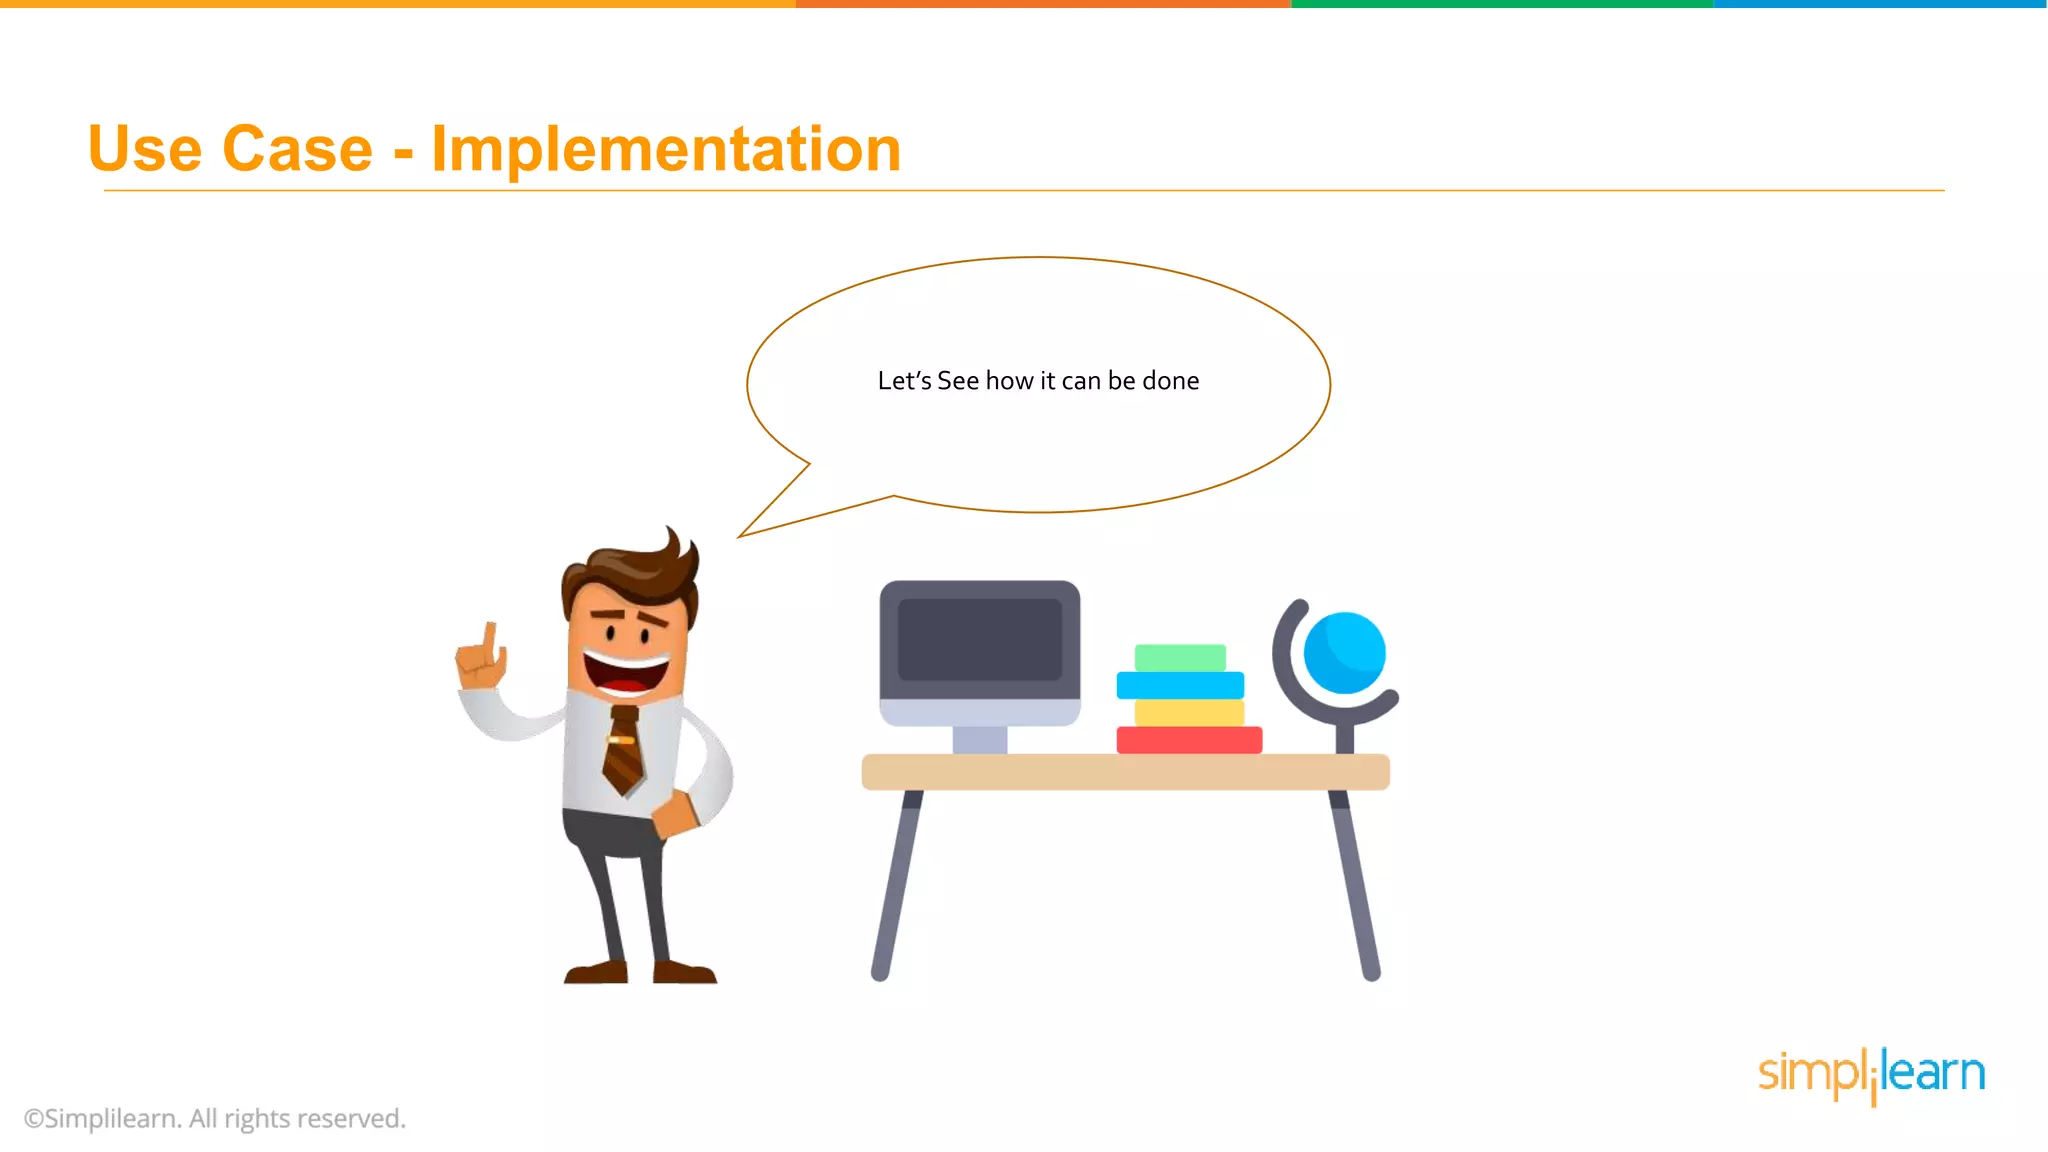 Use Case - Implementation
Let’s See how it can be done
simplilearn
©Simplilearn. All rights reserved.